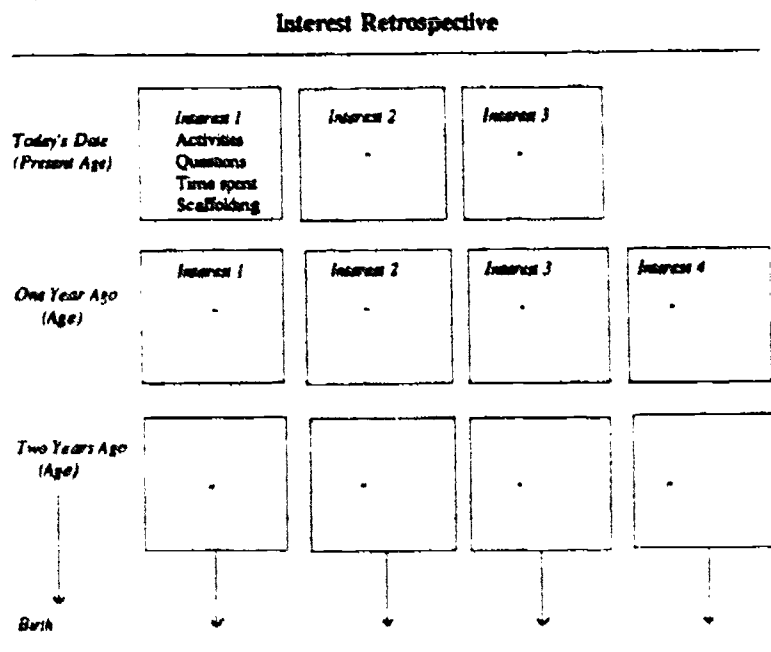 Interest Retrospective
Today's Date
(Present Age)
Interest 1
Activities
Questions
Time spent
Scaffolding
Interest 2
Interest 3
One Year Ago
(Age)
Interest 1
Interest 2
Interest 3
Interest 4
Two Years Ago
(Age)
Birth